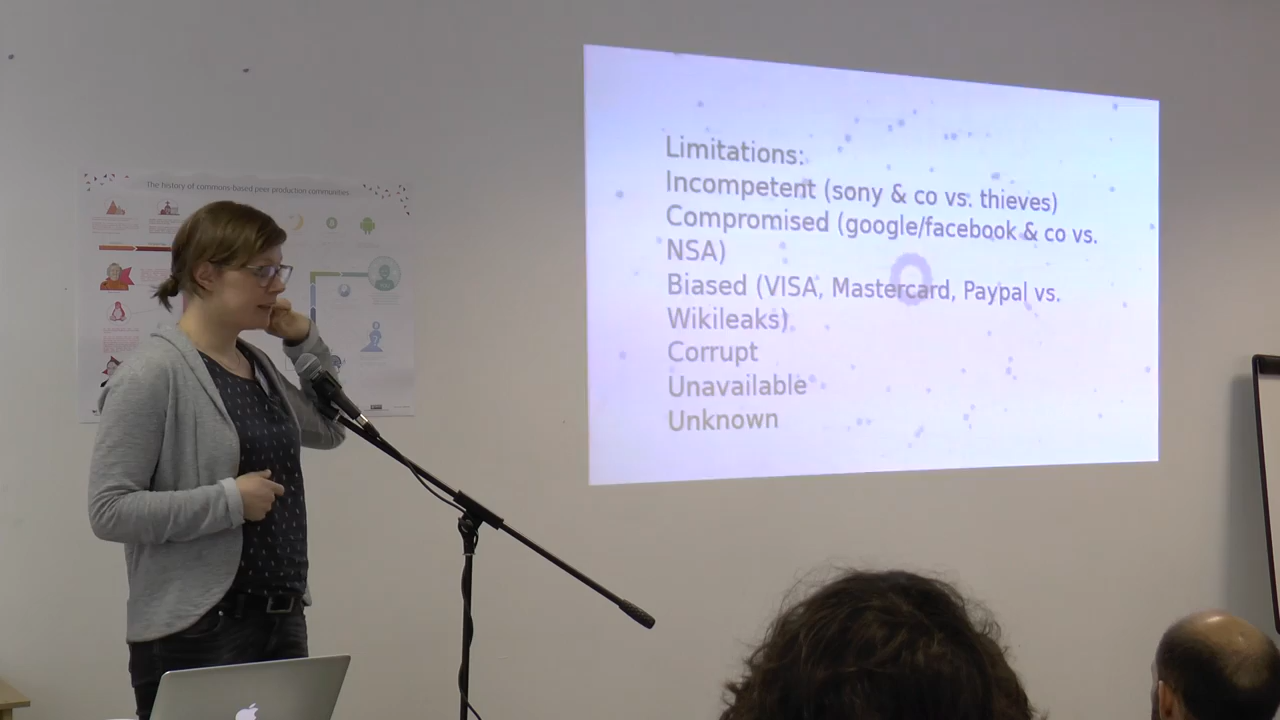 The history of commons-based peer production communities
Limitations:
Incompetent (sony & co vs. thieves)
Compromised (google/facebook & co vs.
NSA)
Biased (VISA, Mastercard, Paypal vs.
Wikileaks)
Corrupt
Unavailable
Unknown